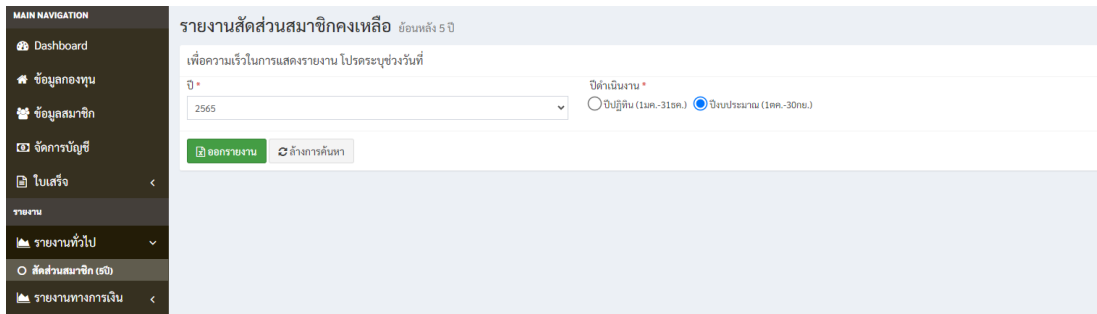 MAIN NAVIGATION
Dashboard
ข้อมูลกองทุน
ข้อมูลสมาชิก
จัดการบัญชี
ใบเสร็จ
รายงาน
รายงานทั่วไป
สัดส่วนสมาชิก (5ปี)
รายงานทางการเงิน
รายงานสัดส่วนสมาชิกคงเหลือ ย้อนหลัง 5 ปี
เพื่อความเร็วในการแสดงรายงาน โปรดระบุช่วงวันที่
ปี *
2565
ปีดำเนินงาน *
ปีปฏิทิน (1มค.-31ธค.) ปีงบประมาณ (1ตค.-30กย.)
ออกรายงาน ล้างการค้นหา